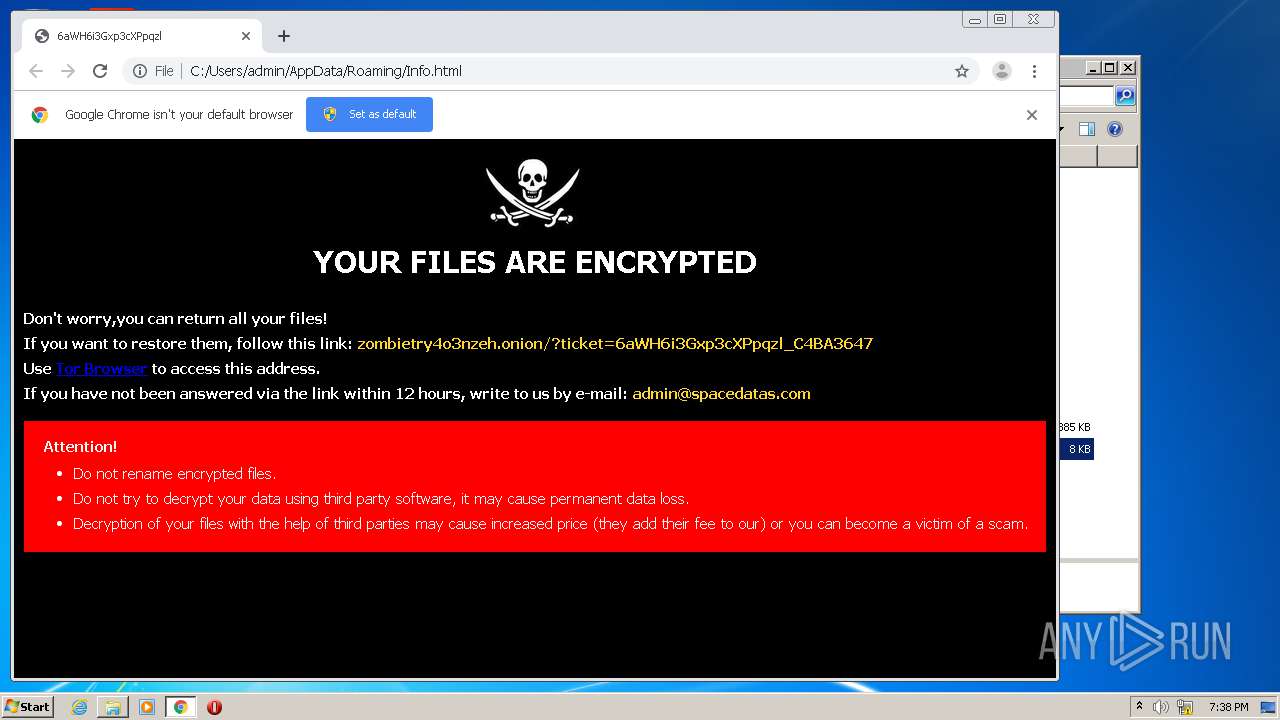 6aWH6i3Gxp3cXPpqzl
File
C:/Users/admin/AppData/Roaming/Info.html
Google Chrome isn't your default browser
Set as default
YOUR FILES ARE ENCRYPTED
Don't worry,you can return all your files!
If you want to restore them, follow this link: zombietry4o3nzeh.onion/?ticket=6aWH6i3Gxp3cXPpqzl_C4BA3647
Use Tor Browser to access this address.
If you have not been answered via the link within 12 hours, write to us by e-mail: admin@spacedatas.com
Attention!
• Do not rename encrypted files.
• Do not try to decrypt your data using third party software, it may cause permanent data loss.
• Decryption of your files with the help of third parties may cause increased price (they add their fee to our) or you can become a victim of a scam.
385 KB
8 KB
ANY RUN
Start
7:38 PM